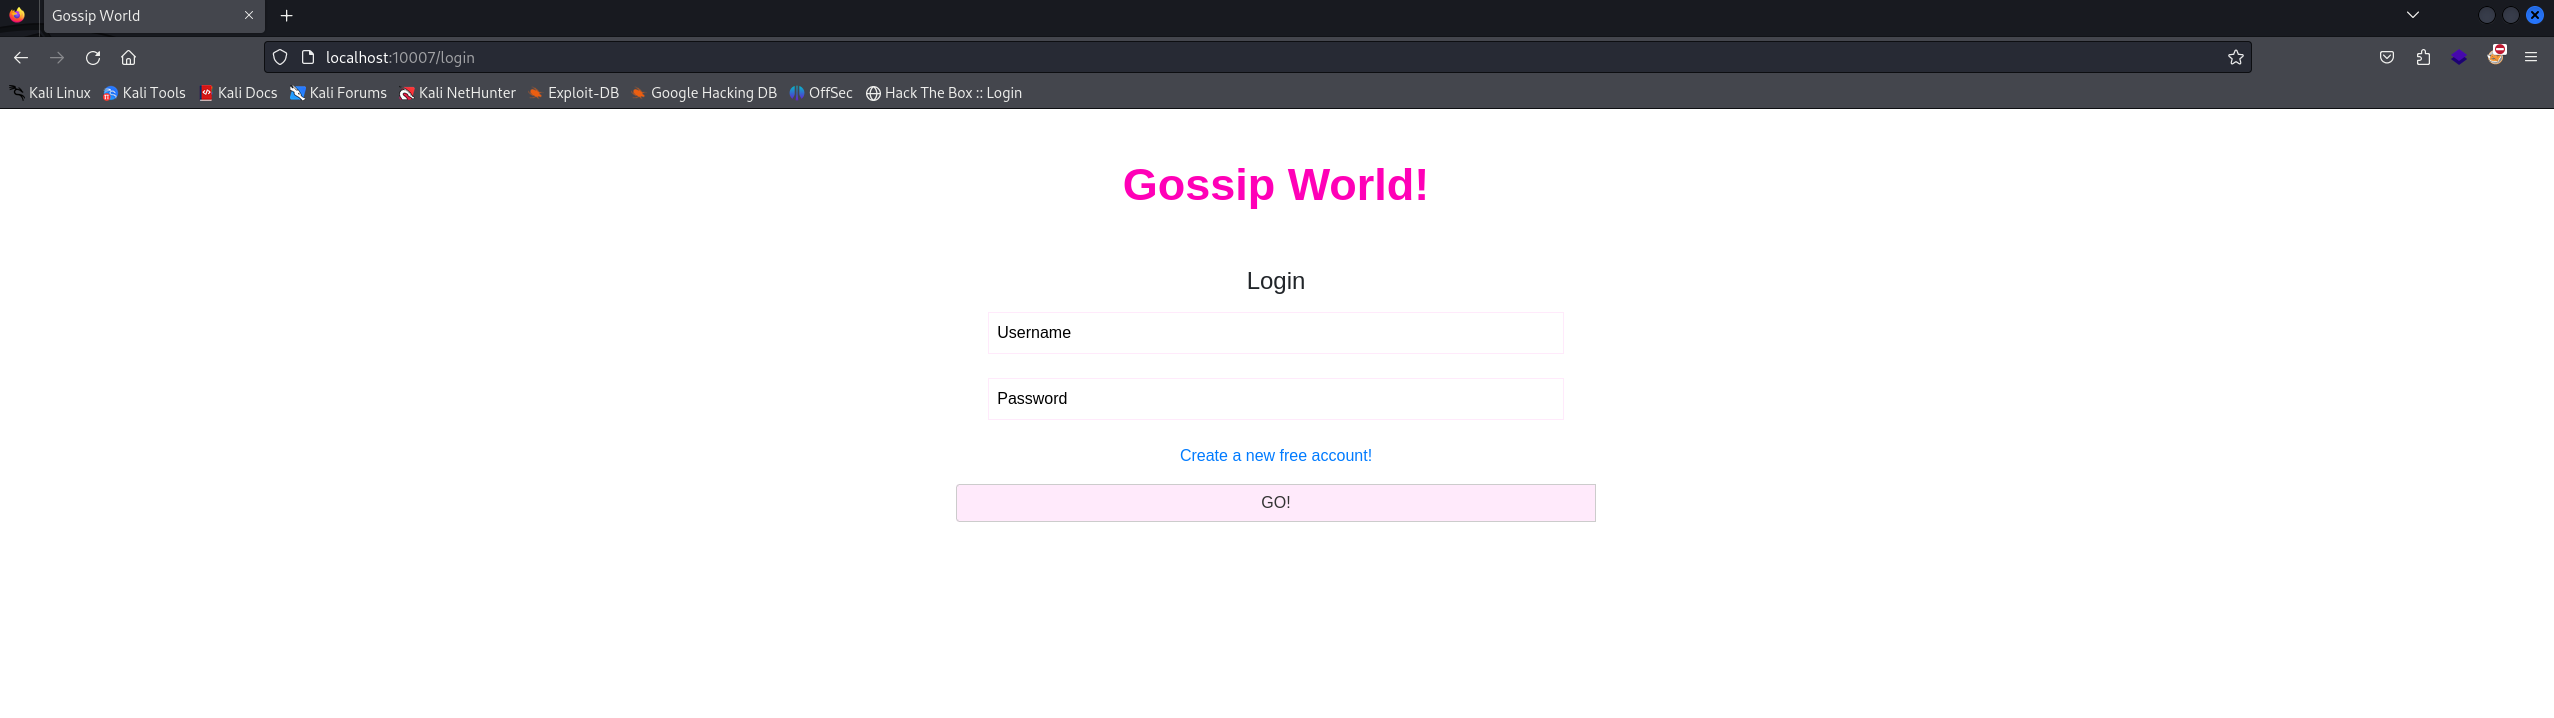 Gossip World
localhost:10007/login
Kali Linux Kali Tools Kali Docs Kali Forums Kali NetHunter Exploit-DB Google Hacking DB OffSec Hack The Box :: Login
Gossip World!
Login
Username
Password
Create a new free account!
GO!